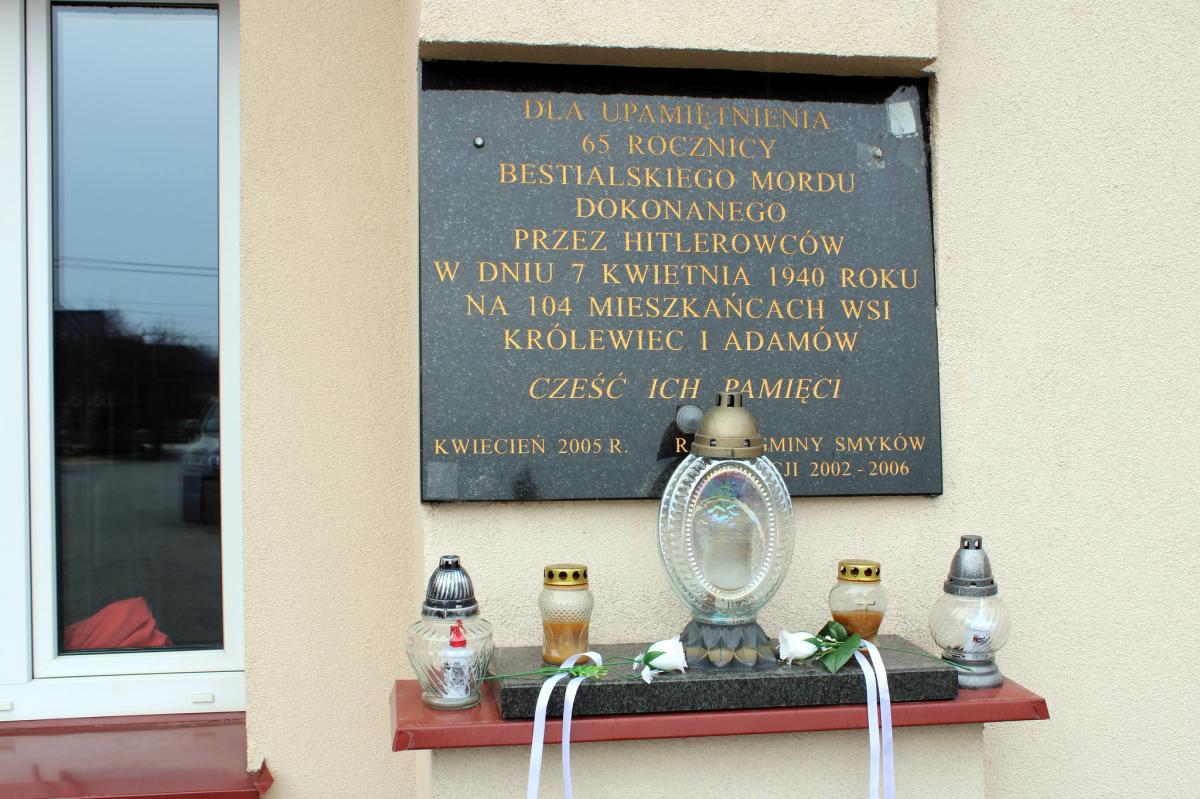 DLA UPAMIĘTNIENIA
65 ROCZNICY
BESTIALSKIEGO MORDU
DOKONANEGO
PRZEZ HITLEROWCÓW
W DNIU 7 KWIETNIA 1940 ROKU
NA 104 MIESZKAŃCACH WSI
KRÓLEWIEC I ADAMÓW
CZEŚĆ ICH PAMIĘCI
KWIECIEŃ 2005 R. GMINY SMYKÓW
2002 - 2006